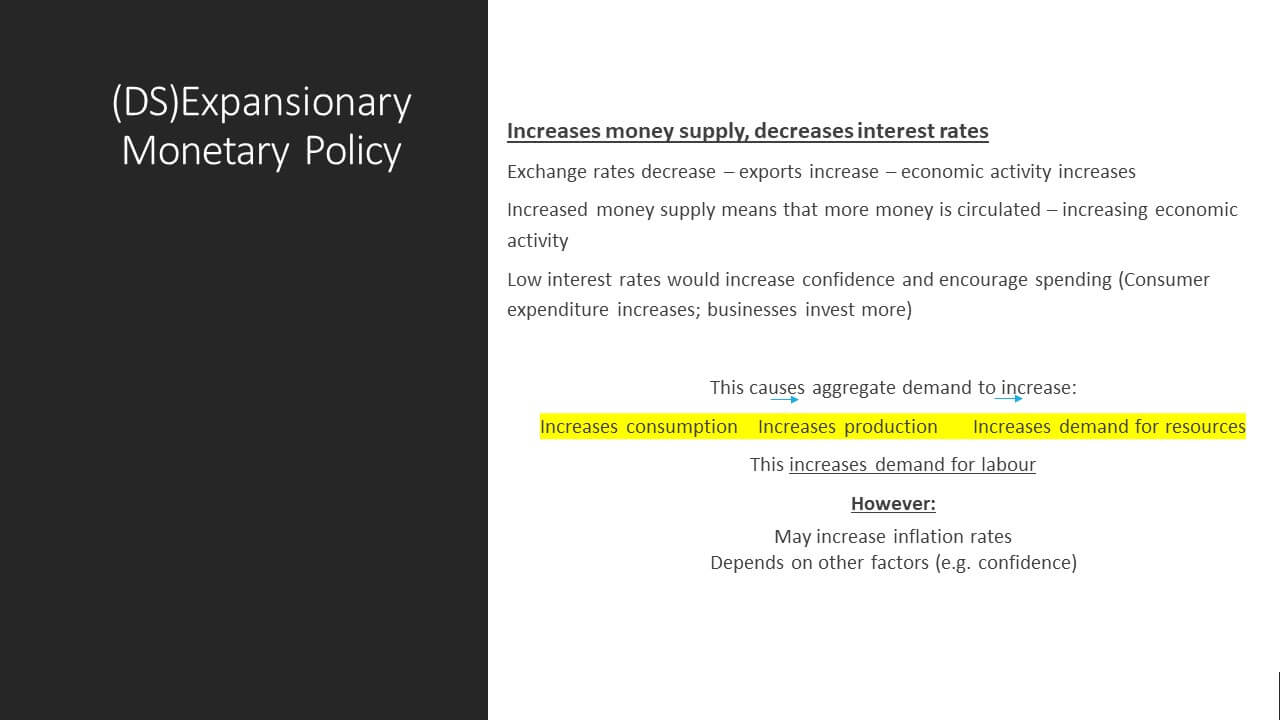 (DS)Expansionary
Monetary Policy
Increases money supply, decreases interest rates
Exchange rates decrease – exports increase – economic activity increases
Increased money supply means that more money is circulated – increasing economic
activity
Low interest rates would increase confidence and encourage spending (Consumer
expenditure increases; businesses invest more)
This causes aggregate demand to increase:
Increases consumption Increases production Increases demand for resources
This increases demand for labour
However:
May increase inflation rates
Depends on other factors (e.g. confidence)